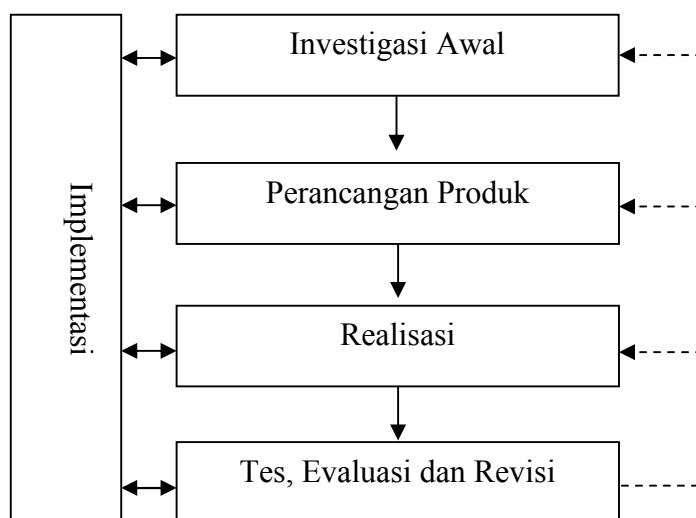 Investigasi Awal
Perancangan Produk
Implementasi
Realisasi
Tes, Evaluasi dan Revisi